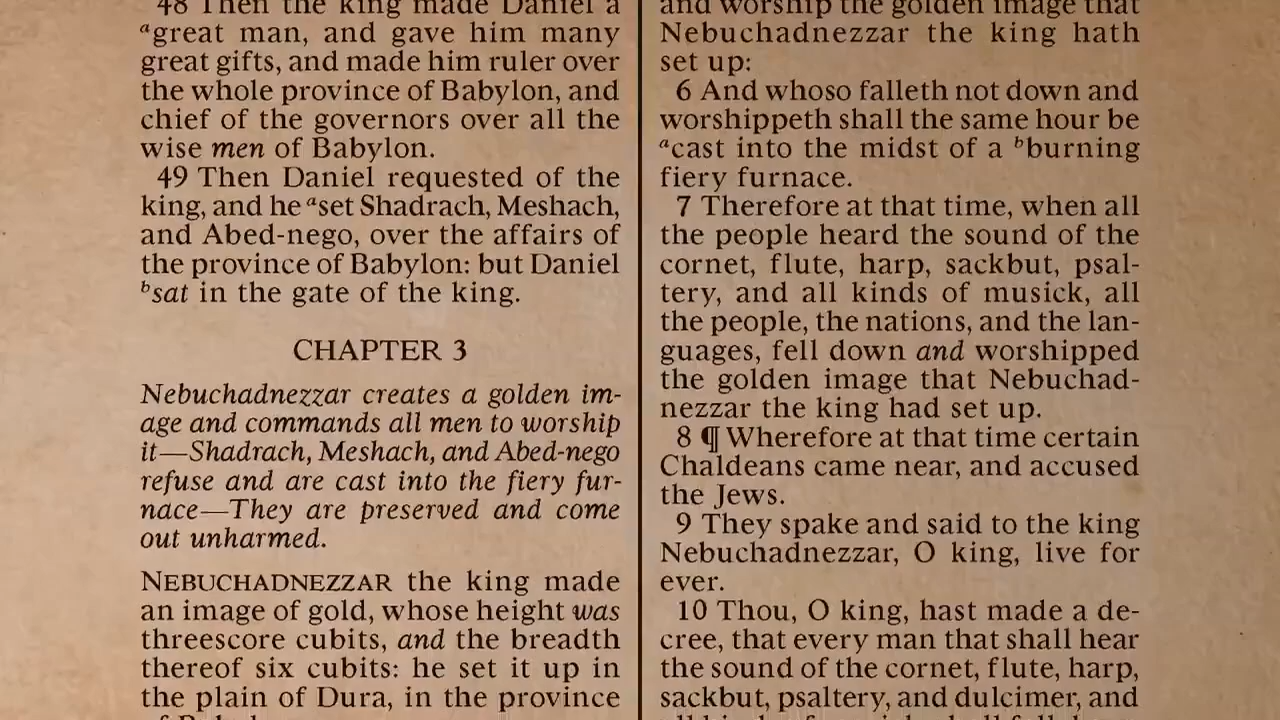 48 Then the king made Daniel a
ᵃgreat man, and gave him many
great gifts, and made him ruler over
the whole province of Babylon, and
chief of the governors over all the
wise men of Babylon.
49 Then Daniel requested of the
king, and he ᵃset Shadrach, Meshach,
and Abed-nego, over the affairs of
the province of Babylon: but Daniel
ᵇsat in the gate of the king.
CHAPTER 3
Nebuchadnezzar creates a golden im-
age and commands all men to worship
it—Shadrach, Meshach, and Abed-nego
refuse and are cast into the fiery fur-
nace—They are preserved and come
out unharmed.
NEBUCHADNEZZAR the king made
an image of gold, whose height was
threescore cubits, and the breadth
thereof six cubits: he set it up in
the plain of Dura, in the province
and worship the golden image that
Nebuchadnezzar the king hath
set up:
6 And whoso falleth not down and
worshippeth shall the same hour be
ᵃcast into the midst of a ᵇburning
fiery furnace.
7 Therefore at that time, when all
the people heard the sound of the
cornet, flute, harp, sackbut, psal-
tery, and all kinds of musick, all
the people, the nations, and the lan-
guages, fell down and worshipped
the golden image that Nebuchad-
nezzar the king had set up.
8 ¶ Wherefore at that time certain
Chaldeans came near, and accused
the Jews.
9 They spake and said to the king
Nebuchadnezzar, O king, live for
ever.
10 Thou, O king, hast made a de-
cree, that every man that shall hear
the sound of the cornet, flute, harp,
sackbut, psaltery, and dulcimer, and